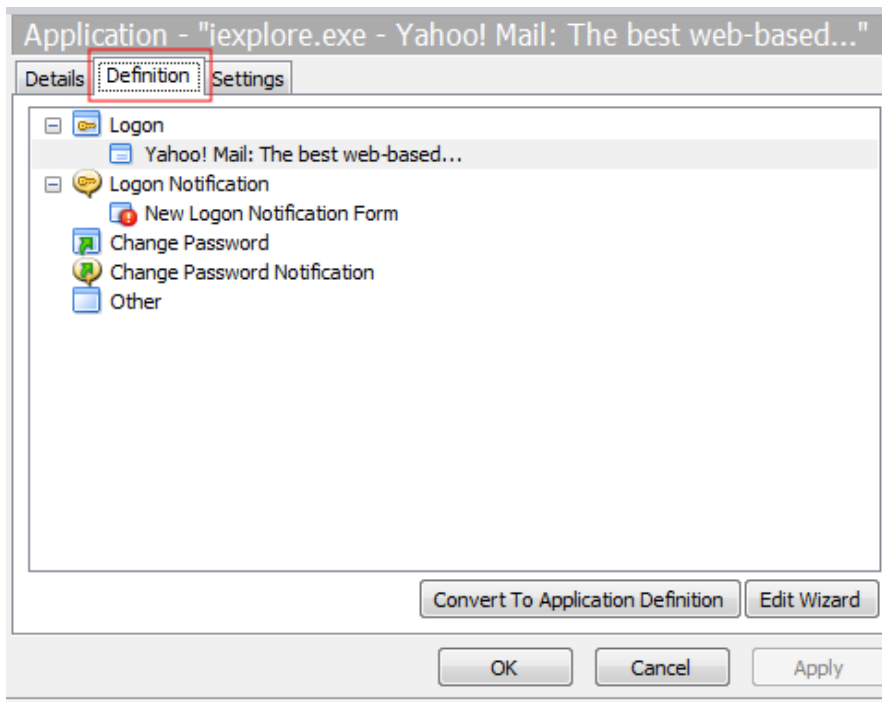 Application - "iexplore.exe - Yahoo! Mail: The best web-based..."
Details Definition Settings
Logon
Yahoo! Mail: The best web-based...
Logon Notification
New Logon Notification Form
Change Password
Change Password Notification
Other
Convert To Application Definition Edit Wizard
OK Cancel Apply